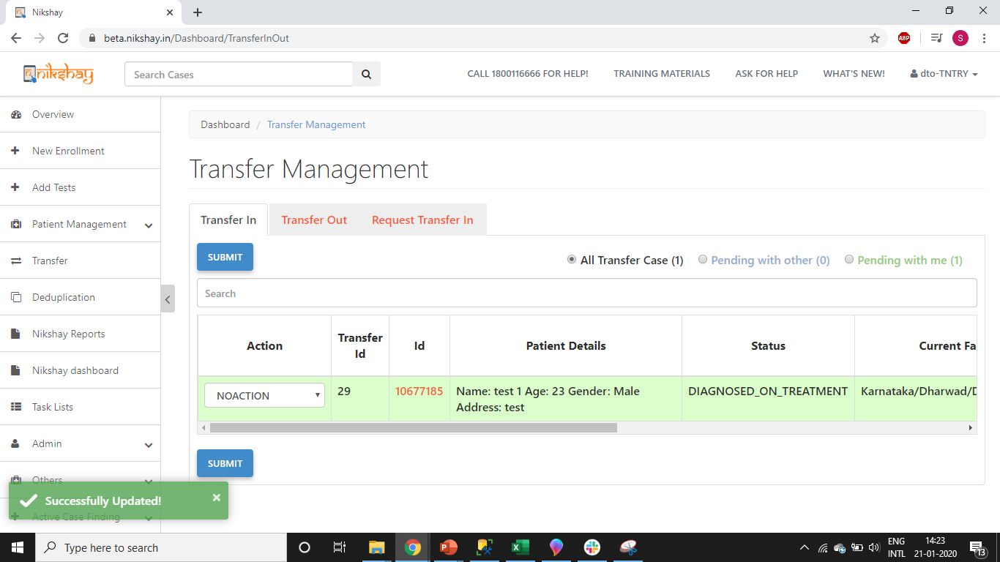 Nikshay
beta.nikshay.in/Dashboard/TransferInOut
ABP
S
nikshay
Search Cases
CALL 1800116666 FOR HELP!
TRAINING MATERIALS
ASK FOR HELP
WHAT'S NEW!
dto-TNTRY
Overview
New Enrollment
Add Tests
Patient Management
Transfer
Deduplication
Nikshay Reports
Nikshay dashboard
Task Lists
Admin
Others
Active Case Finding
Dashboard / Transfer Management
Transfer Management
Transfer In
Transfer Out
Request Transfer In
SUBMIT
All Transfer Case (1)
Pending with other (0)
Pending with me (1)
Search
Action
Transfer Id
Id
Patient Details
Status
Current Fa
NOACTION
29
10677185
Name: test 1 Age: 23 Gender: Male
Address: test
DIAGNOSED_ON_TREATMENT
Karnataka/Dharwad/D
SUBMIT
Successfully Updated!
Type here to search
ENG
INTL
14:23
21-01-2020
13